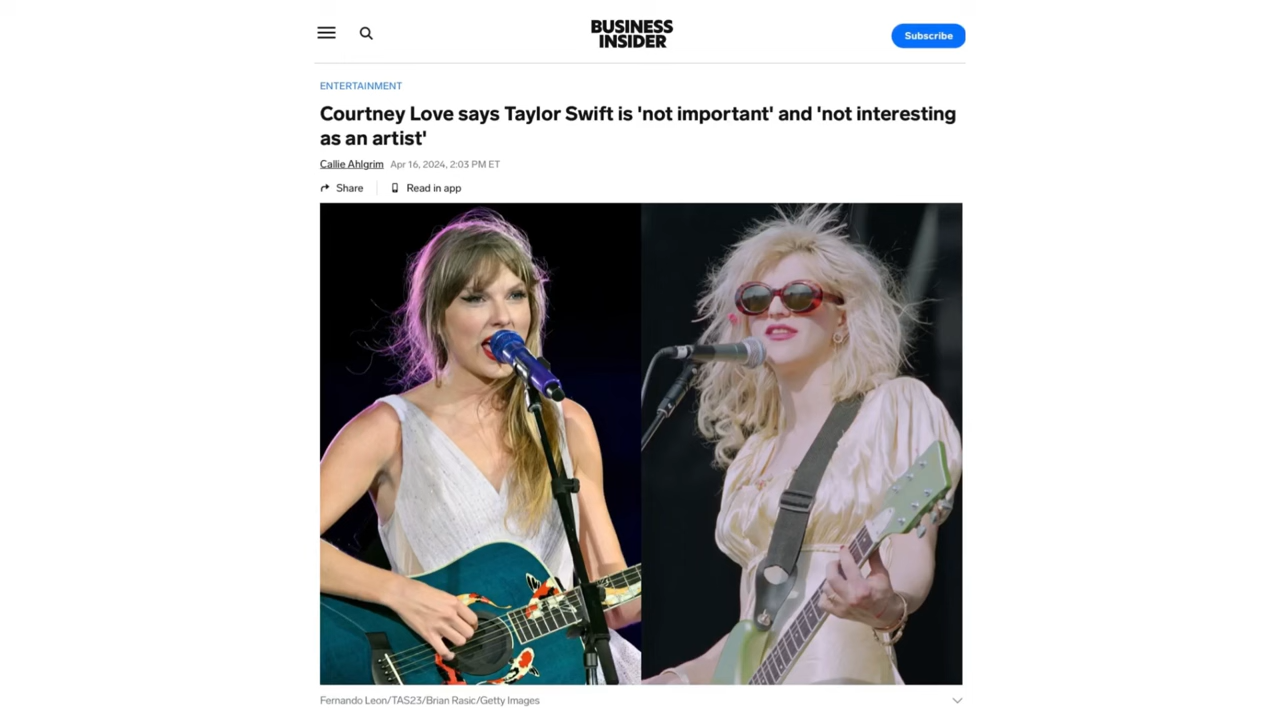 BUSINESS
INSIDER
Subscribe
ENTERTAINMENT
Courtney Love says Taylor Swift is 'not important' and 'not interesting
as an artist'
Callie Ahlgrim Apr 16, 2024, 2:03 PM ET
Share Read in app
Fernando Leon/TAS23/Brian Rasic/Getty Images